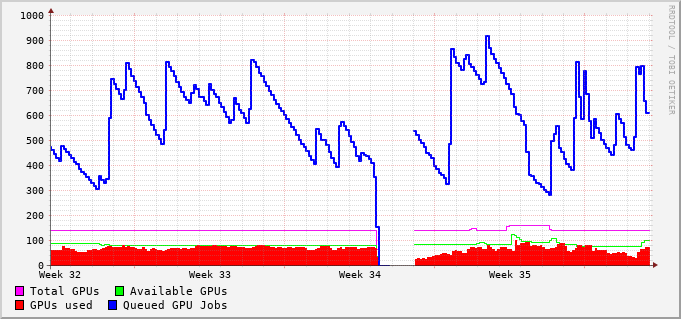 1000
900
800
700
600
500
400
300
200
100
0
Week 32 Week 33 Week 34 Week 35
Total GPUs Available GPUs
GPUs used Queued GPU Jobs
RRDTOOL / TOBI OETIKER